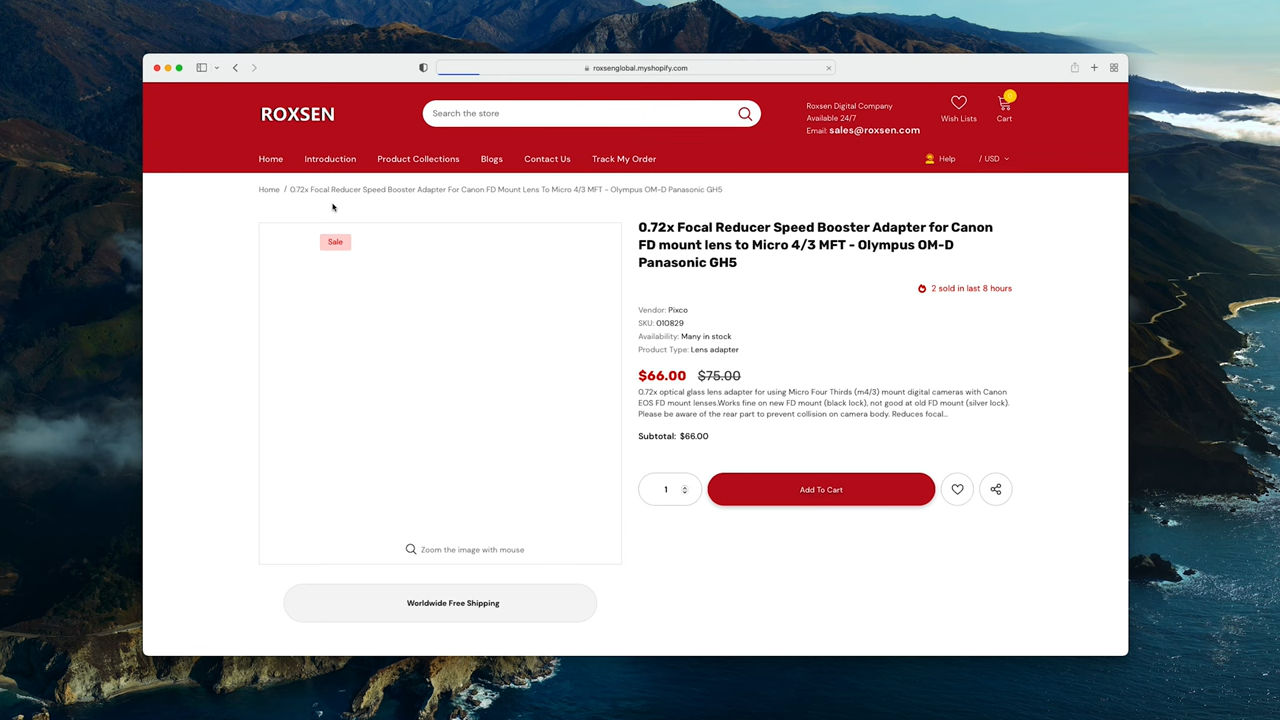 roxsenglobal.myshopify.com
ROXSEN
Search the store
Roxsen Digital Company
Available 24/7
Email: sales@roxsen.com
Wish Lists
0
Cart
Home
Introduction
Product Collections
Blogs
Contact Us
Track My Order
Help
/ USD
Home / 0.72x Focal Reducer Speed Booster Adapter For Canon FD Mount Lens To Micro 4/3 MFT - Olympus OM-D Panasonic GH5
Sale
Zoom the image with mouse
Worldwide Free Shipping
0.72x Focal Reducer Speed Booster Adapter for Canon
FD mount lens to Micro 4/3 MFT - Olympus OM-D
Panasonic GH5
2 sold in last 8 hours
Vendor: Pixco
SKU: 010829
Availability: Many in stock
Product Type: Lens adapter
$66.00 $75.00
0.72x optical glass lens adapter for using Micro Four Thirds (m4/3) mount digital cameras with Canon
EOS FD mount lenses.Works fine on new FD mount (black lock), not good at old FD mount (silver lock).
Please be aware of the rear part to prevent collision on camera body. Reduces focal...
Subtotal: $66.00
1
Add To Cart